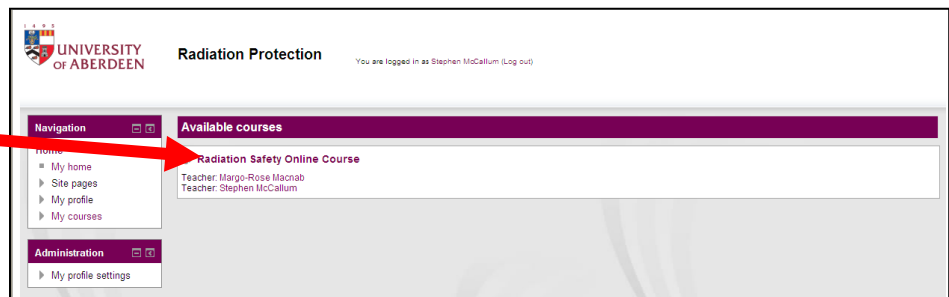 1495
UNIVERSITY
OF ABERDEEN
Radiation Protection
You are logged in as Stephen McCallum (Log out)
Navigation
Home
My home
Site pages
My profile
My courses
Administration
My profile settings
Available courses
Radiation Safety Online Course
Teacher: Margo-Rose Macnab
Teacher: Stephen McCallum